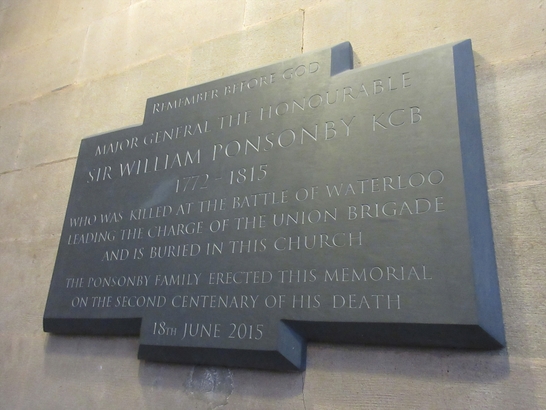 REMEMBER BEFORE GOD
MAJOR GENERAL THE HONOURABLE
SIR WILLIAM PONSONBY KCB
1772 - 1815
WHO WAS KILLED AT THE BATTLE OF WATERLOO
LEADING THE CHARGE OF THE UNION BRIGADE
AND IS BURIED IN THIS CHURCH
THE PONSONBY FAMILY ERECTED THIS MEMORIAL
ON THE SECOND CENTENARY OF HIS DEATH
18TH JUNE 2015